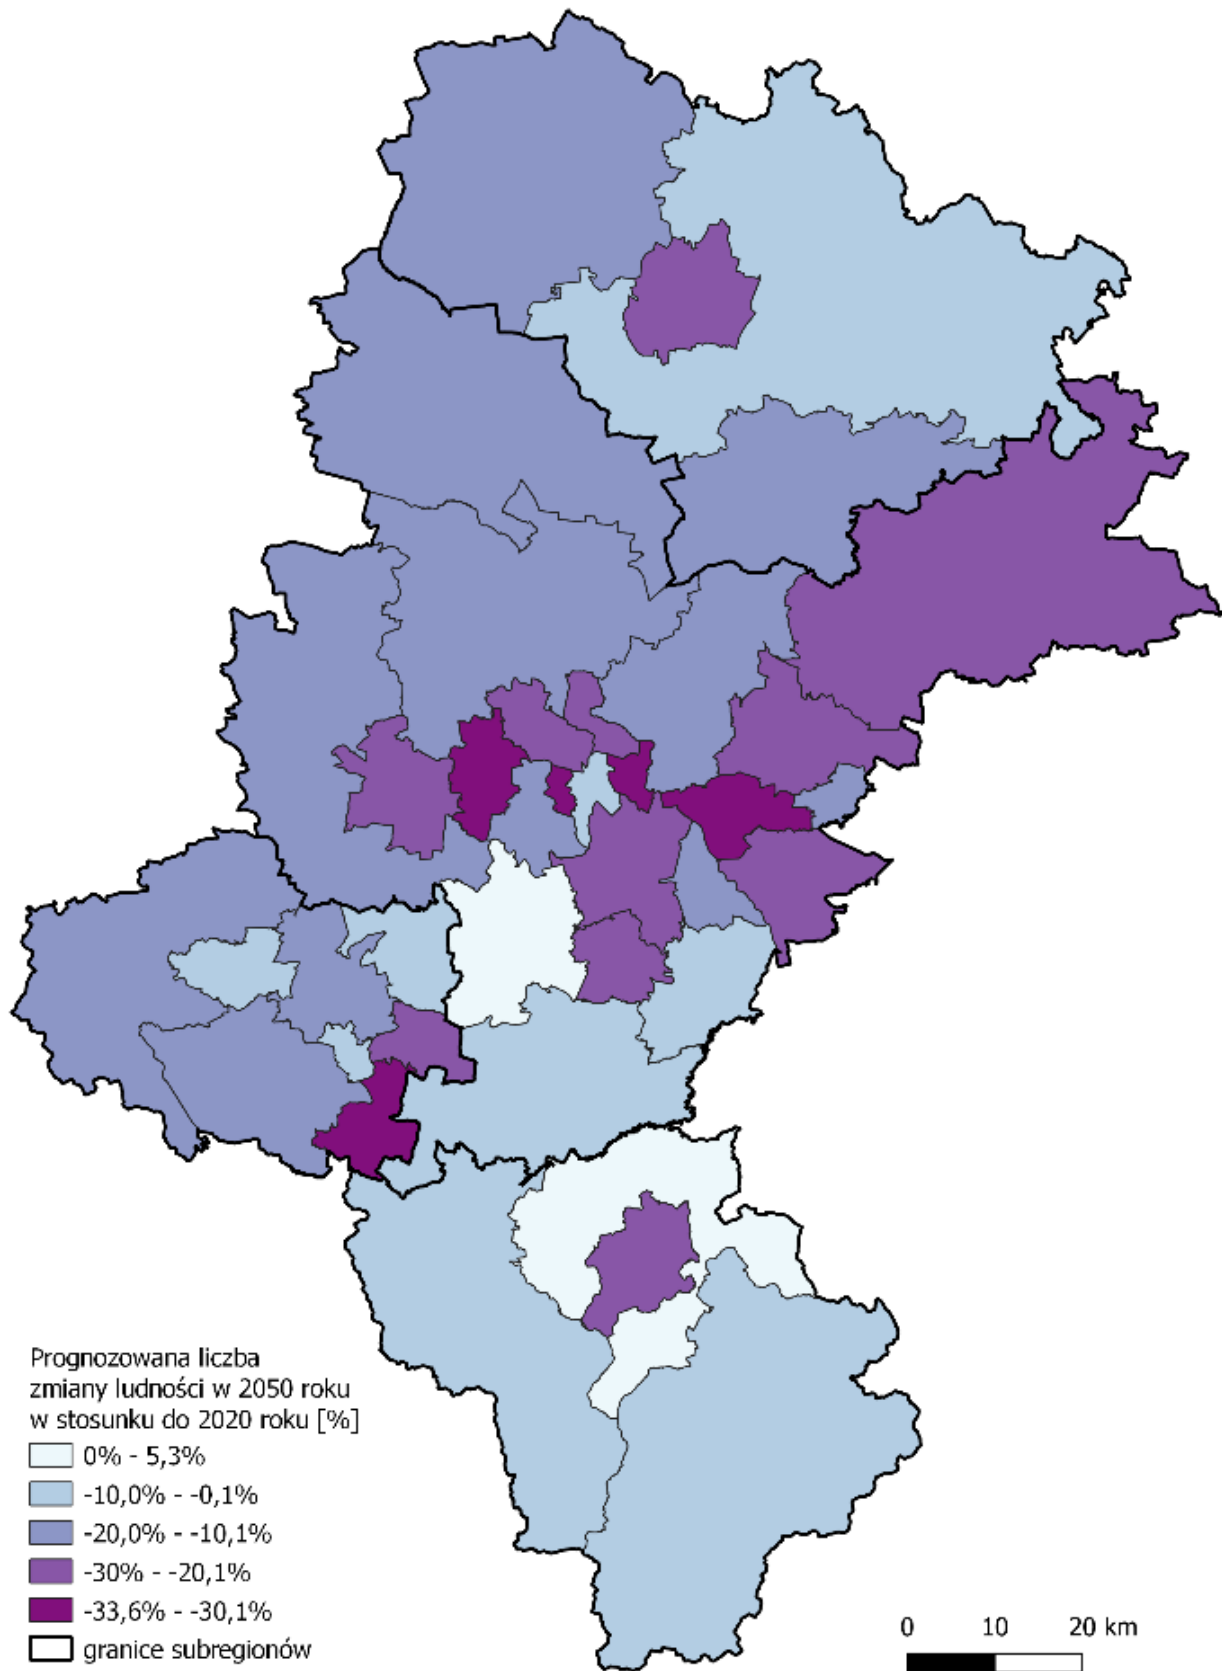 Prognozowana liczba
zmiany ludności w 2050 roku
w stosunku do 2020 roku [%]
0% - 5,3%
-10,0% - -0,1%
-20,0% - -10,1%
-30% - -20,1%
-33,6% - -30,1%
granice subregionów
0 10 20 km